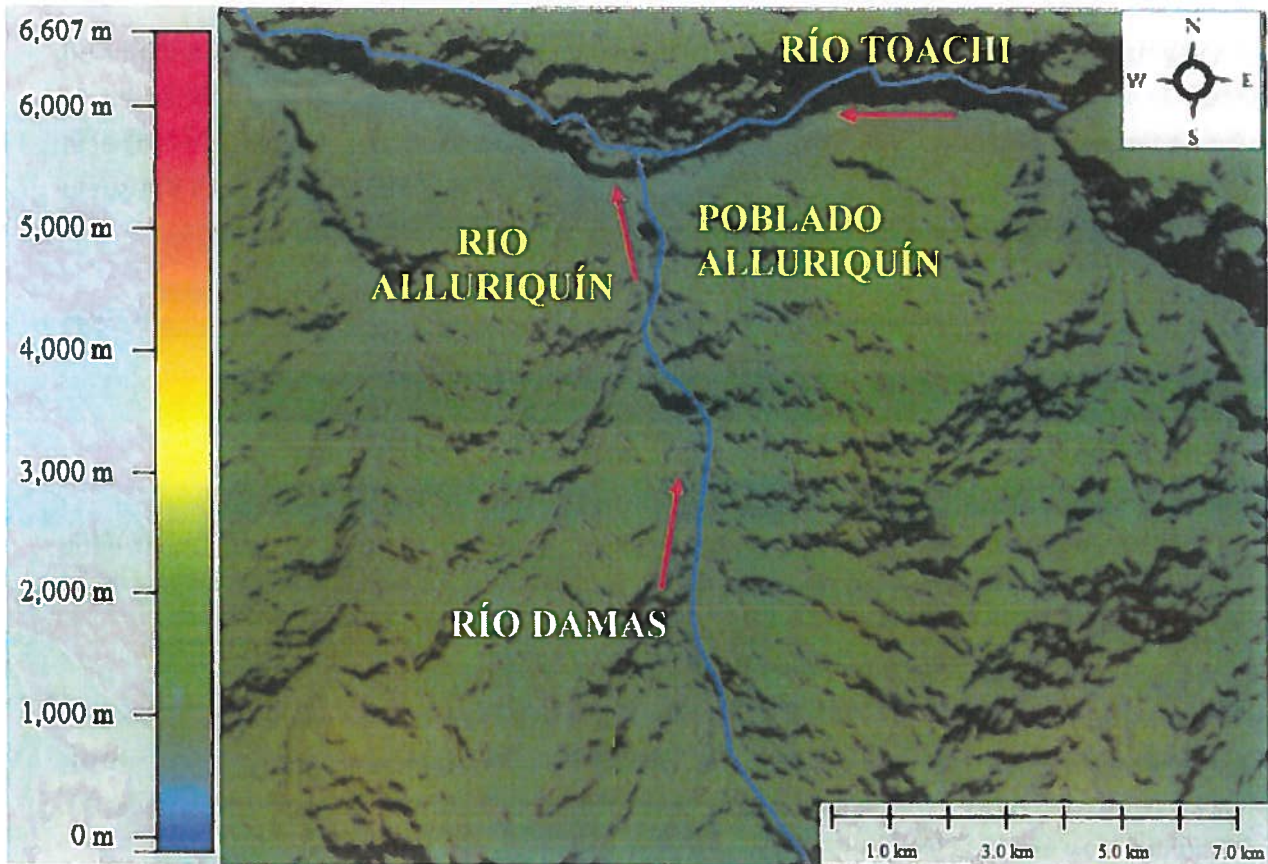 6,607 m
6,000 m
5,000 m
4,000 m
3,000 m
2,000 m
1,000 m
0 m
RÍO TOACHI
N
W E
S
POBLADO
ALLURIQUÍN
RIO
ALLURIQUÍN
RÍO DAMAS
1.0 km 3.0 km 5.0 km 7.0 km